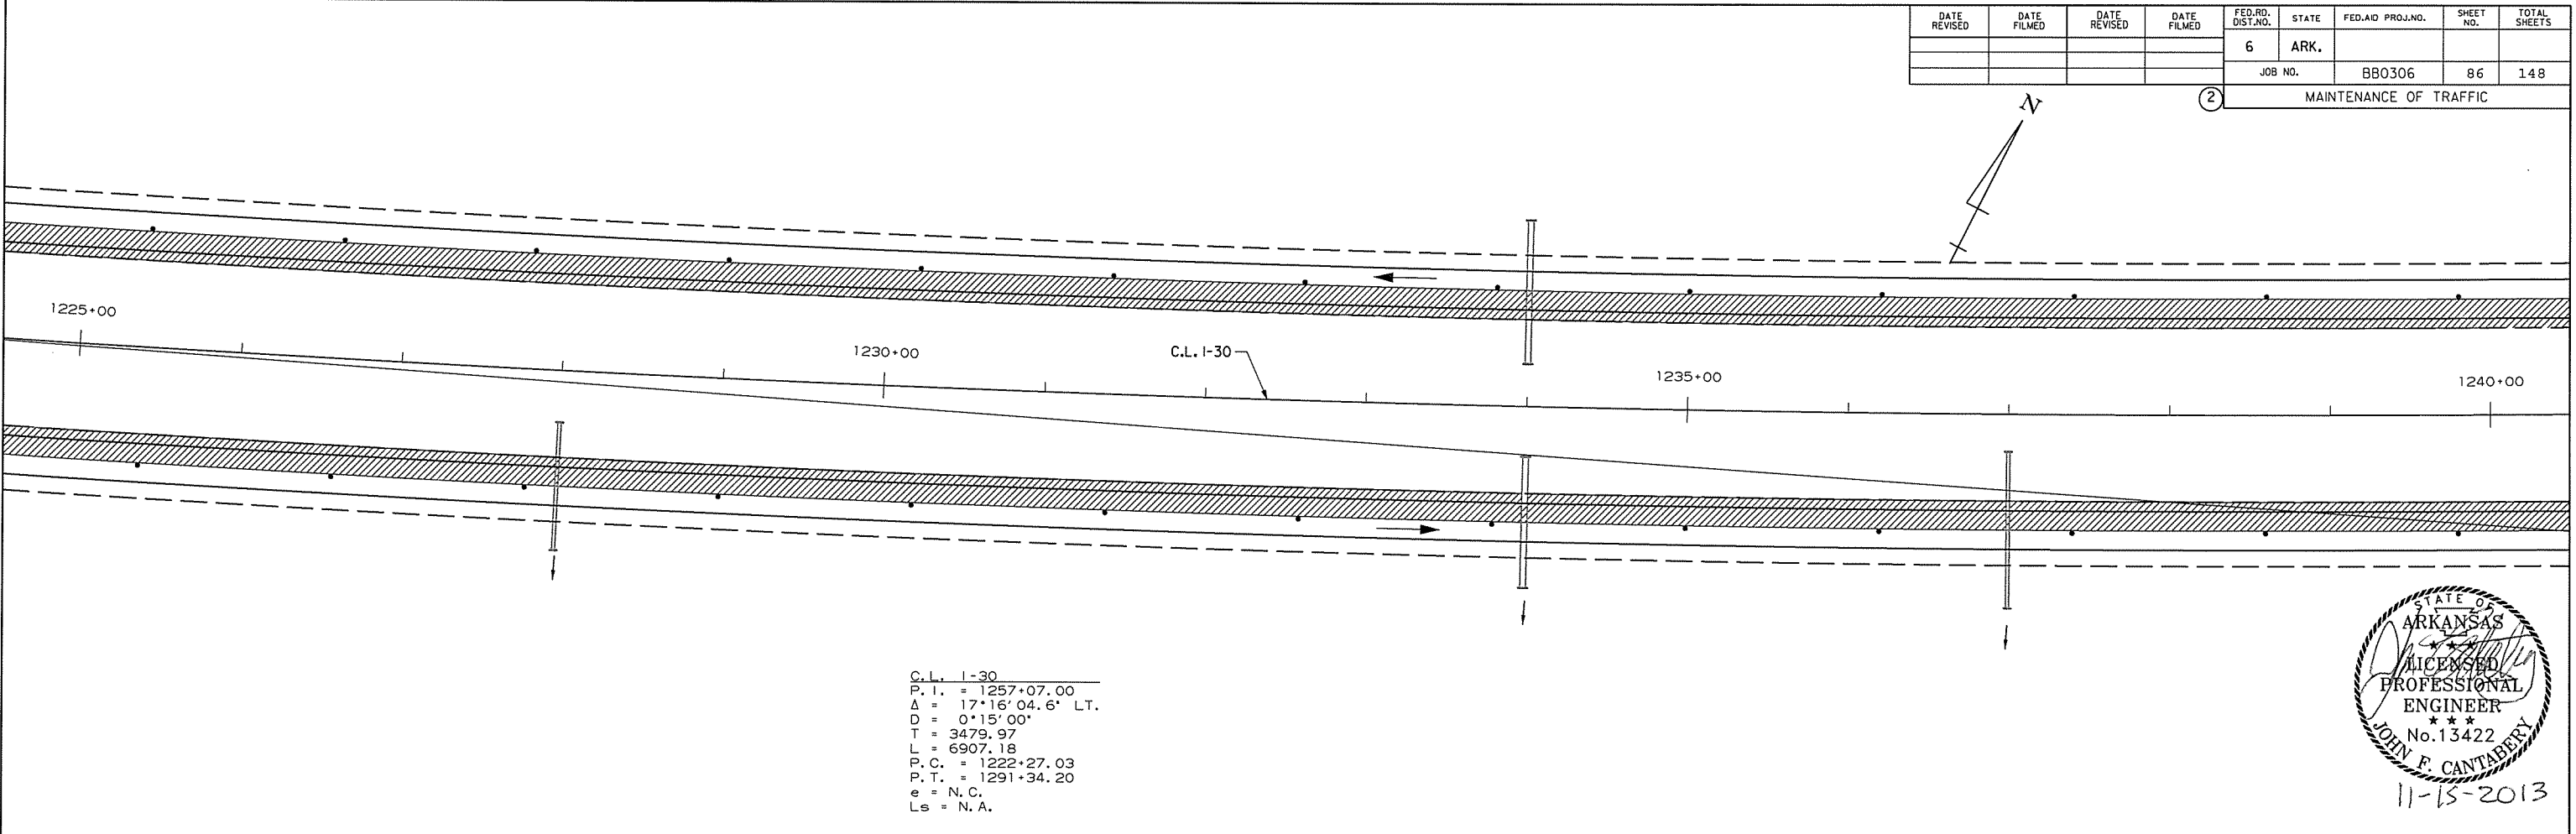 DATE REVISED DATE FILMED DATE REVISED DATE FILMED FED.RD. DIST.NO. STATE FED.AID PROJ.NO. SHEET NO. TOTAL SHEETS
6 ARK.
JOB NO. BB0306 86 148
2 MAINTENANCE OF TRAFFIC
N
1225+00
1230+00
C.L. I-30
1235+00
1240+00
C.L. I-30
P.I. = 1257+07.00
Δ = 17°16'04.6" LT.
D = 0°15'00"
T = 3479.97
L = 6907.18
P.C. = 1222+27.03
P.T. = 1291+34.20
e = N.C.
Ls = N.A.
STATE OF
ARKANSAS
★ ★ ★
LICENSED
PROFESSIONAL
ENGINEER
★ ★ ★
No.13422
JOHN F. CANTABERY
11-15-2013